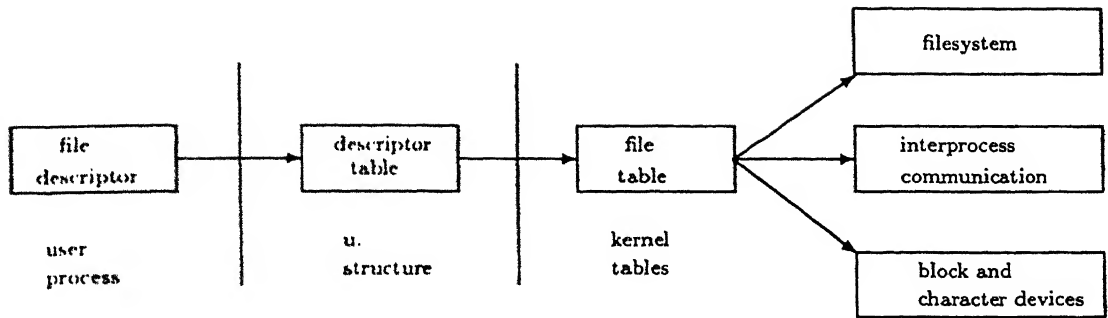 file
descriptor
user
process
descriptor
table
u.
structure
file
table
kernel
tables
filesystem
interprocess
communication
block and
character devices